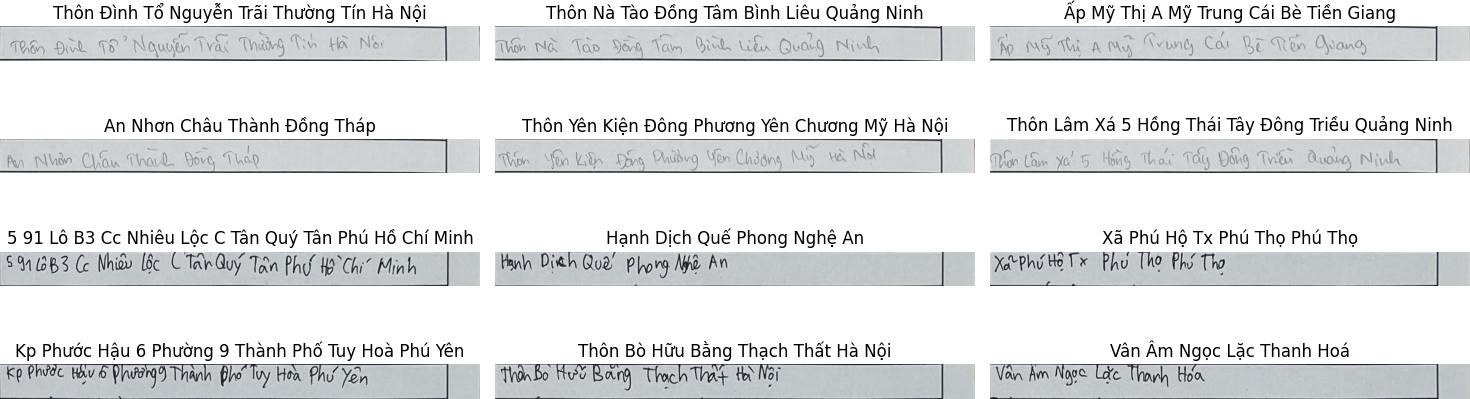 Thôn Đình Tổ Nguyễn Trãi Thường Tín Hà Nội
Thôn Nà Tào Đồng Tâm Bình Liêu Quảng Ninh
Ấp Mỹ Thị A Mỹ Trung Cái Bè Tiền Giang
Thôn Đình Tổ Nguyễn Trãi Thường Tín Hà Nội
Thôn Nà Tào Đồng Tâm Bình Liêu Quảng Ninh
Ấp Mỹ Thị A Mỹ Trung Cái Bè Tiền Giang
An Nhơn Châu Thành Đồng Tháp
Thôn Yên Kiện Đông Phương Yên Chương Mỹ Hà Nội
Thôn Lâm Xá 5 Hồng Thái Tây Đông Triều Quảng Ninh
An Nhơn Châu Thành Đồng Tháp
Thôn Yên Kiện Đông Phương Yên Chương Mỹ Hà Nội
Thôn Lâm Xá 5 Hồng Thái Tây Đông Triều Quảng Ninh
5 91 Lô B3 Cc Nhiêu Lộc C Tân Quý Tân Phú Hồ Chí Minh
Hạnh Dịch Quế Phong Nghệ An
Xã Phú Hộ Tx Phú Thọ Phú Thọ
5 91 Lô B3 Cc Nhiêu Lộc C Tân Quý Tân Phú Hồ Chí Minh
Hạnh Dịch Quế Phong Nghệ An
Xã Phú Hộ Tx Phú Thọ Phú Thọ
Kp Phước Hậu 6 Phường 9 Thành Phố Tuy Hoà Phú Yên
Thôn Bò Hữu Bằng Thạch Thất Hà Nội
Vân Âm Ngọc Lặc Thanh Hoá
Kp Phước Hậu 6 Phường 9 Thành Phố Tuy Hòa Phú Yên
Thôn Bò Hữu Bằng Thạch Thất Hà Nội
Vân Âm Ngọc Lặc Thanh Hóa